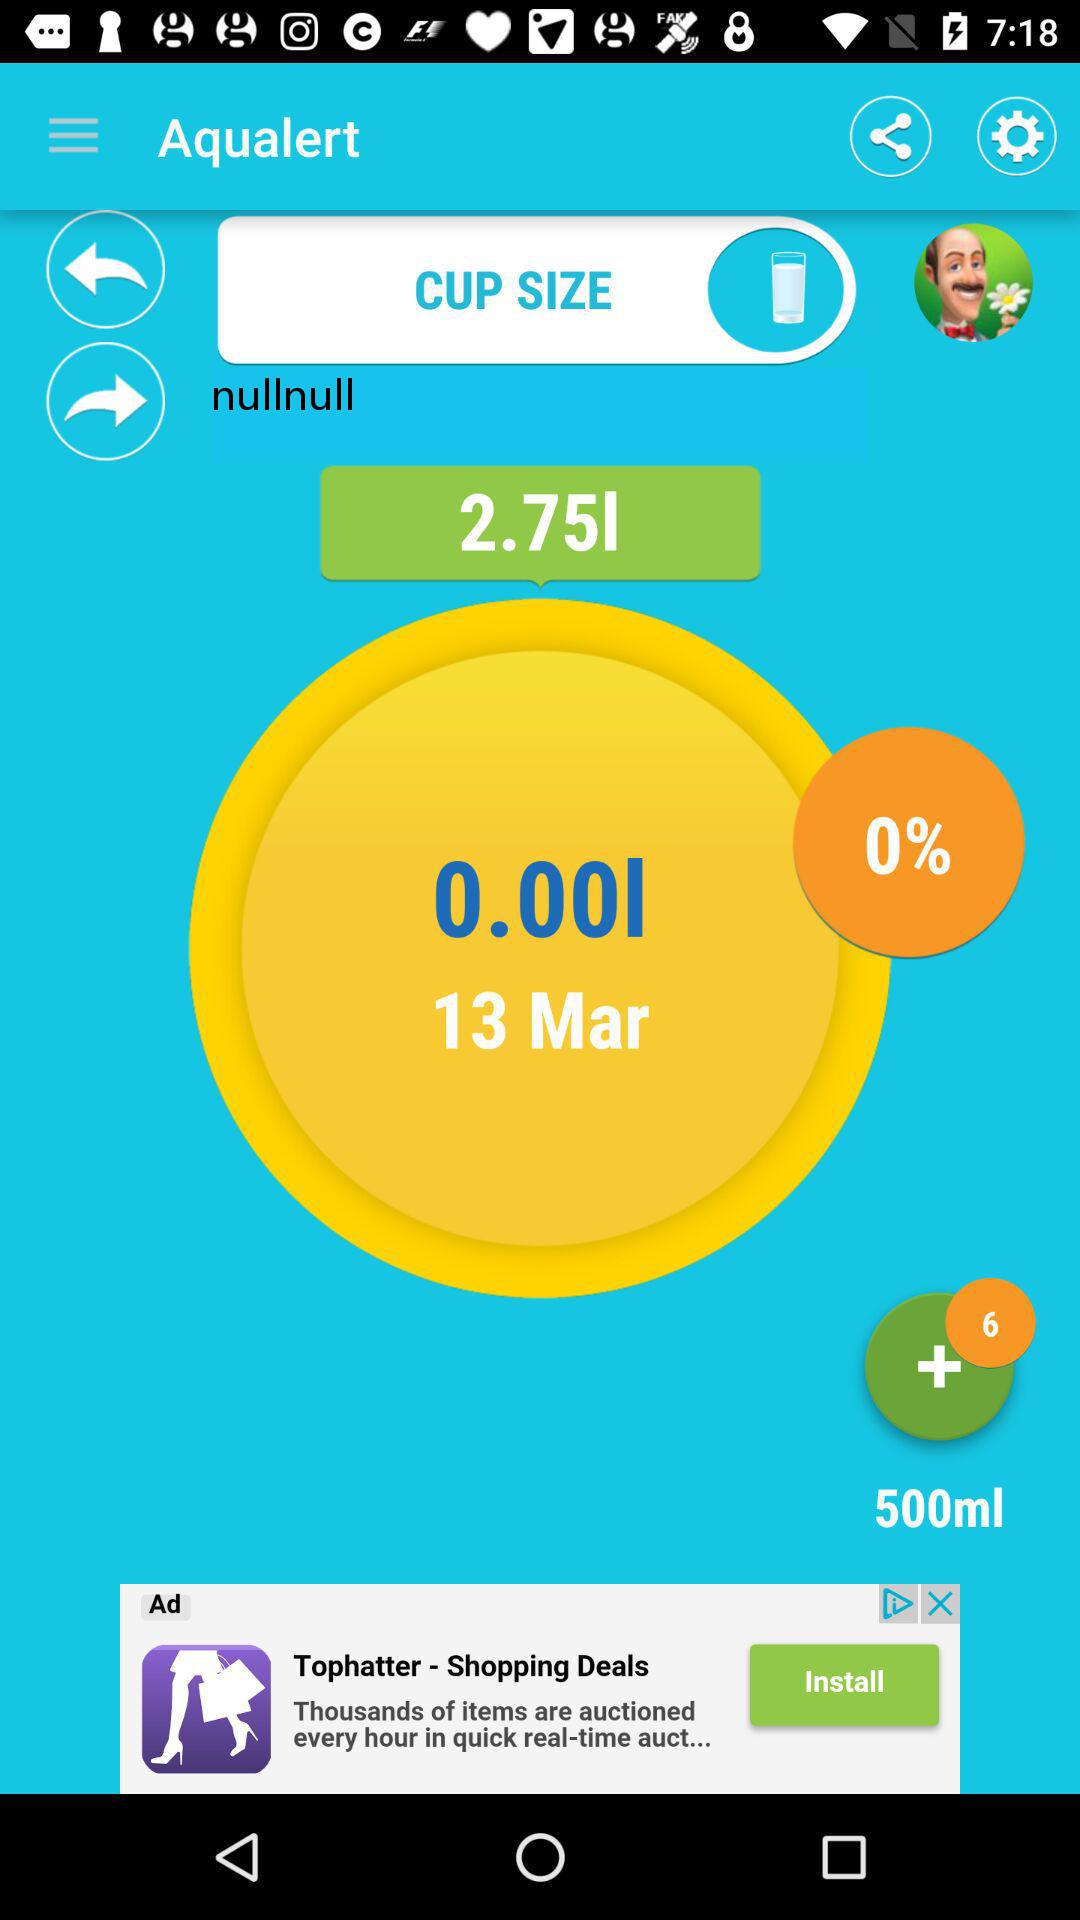 FAKE
7:18
Aqualert
CUP SIZE
nullnull
2.75l
0%
0.00l
13 Mar
6
+
500ml
Ad
Tophatter - Shopping Deals
Thousands of items are auctioned
every hour in quick real-time auct...
Install